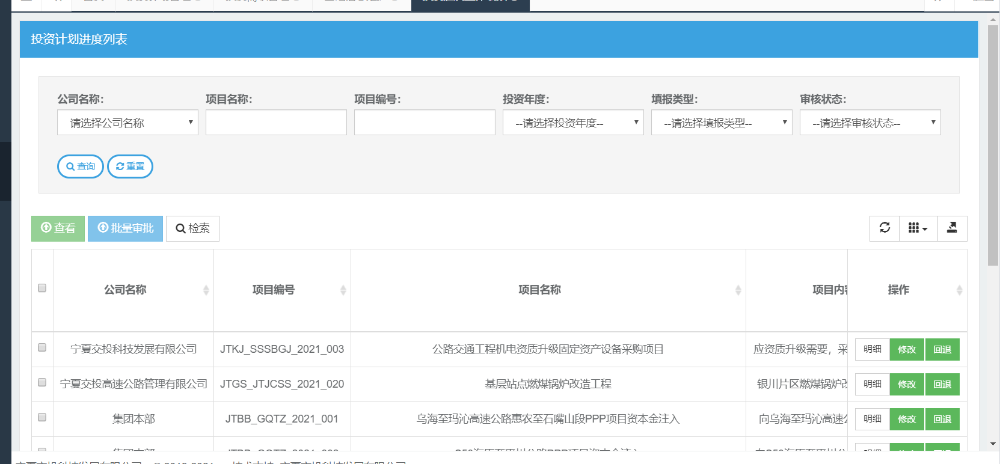 投资计划进度列表
公司名称： 项目名称： 项目编号： 投资年度： 填报类型： 审核状态：
请选择公司名称 --请选择投资年度-- --请选择填报类型-- --请选择审核状态--
查询 重置
查看 批量审批 检索
公司名称 项目编号 项目名称 项目内 操作
宁夏交投科技发展有限公司 JTKJ_SSSBGJ_2021_003 公路交通工程机电资质升级固定资产设备采购项目 应资质升级需要，采 明细 修改 回退
宁夏交投高速公路管理有限公司 JTGS_JTJCSS_2021_020 基层站点燃煤锅炉改造工程 银川片区燃煤锅炉改 明细 修改 回退
集团本部 JTBB_GQTZ_2021_001 乌海至玛沁高速公路惠农至石嘴山段PPP项目资本金注入 向乌海至玛沁高速公 明细 修改 回退